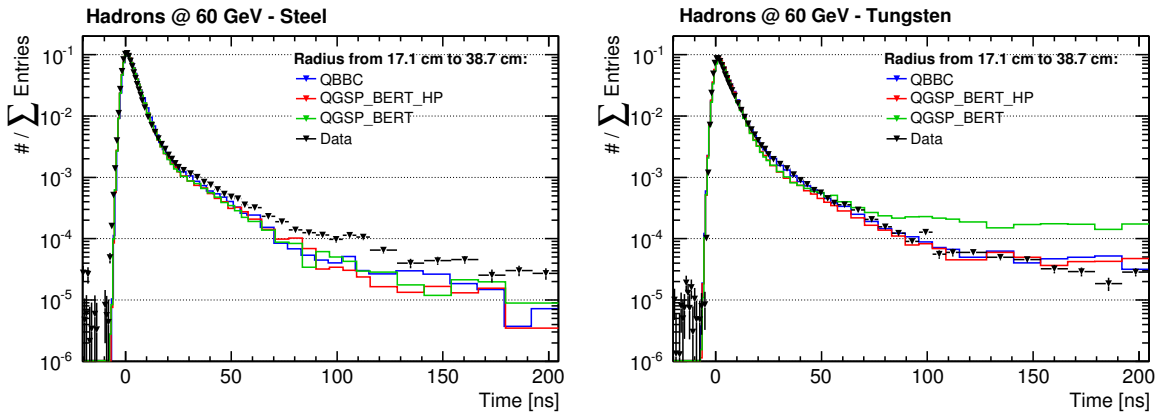 Hadrons @ 60 GeV - Steel
# / ∑ Entries
10⁻¹
10⁻²
10⁻³
10⁻⁴
10⁻⁵
10⁻⁶
Radius from 17.1 cm to 38.7 cm:
QBBC
QGSP_BERT_HP
QGSP_BERT
Data
0 50 100 150 200
Time [ns]
Hadrons @ 60 GeV - Tungsten
# / ∑ Entries
10⁻¹
10⁻²
10⁻³
10⁻⁴
10⁻⁵
10⁻⁶
Radius from 17.1 cm to 38.7 cm:
QBBC
QGSP_BERT_HP
QGSP_BERT
Data
0 50 100 150 200
Time [ns]